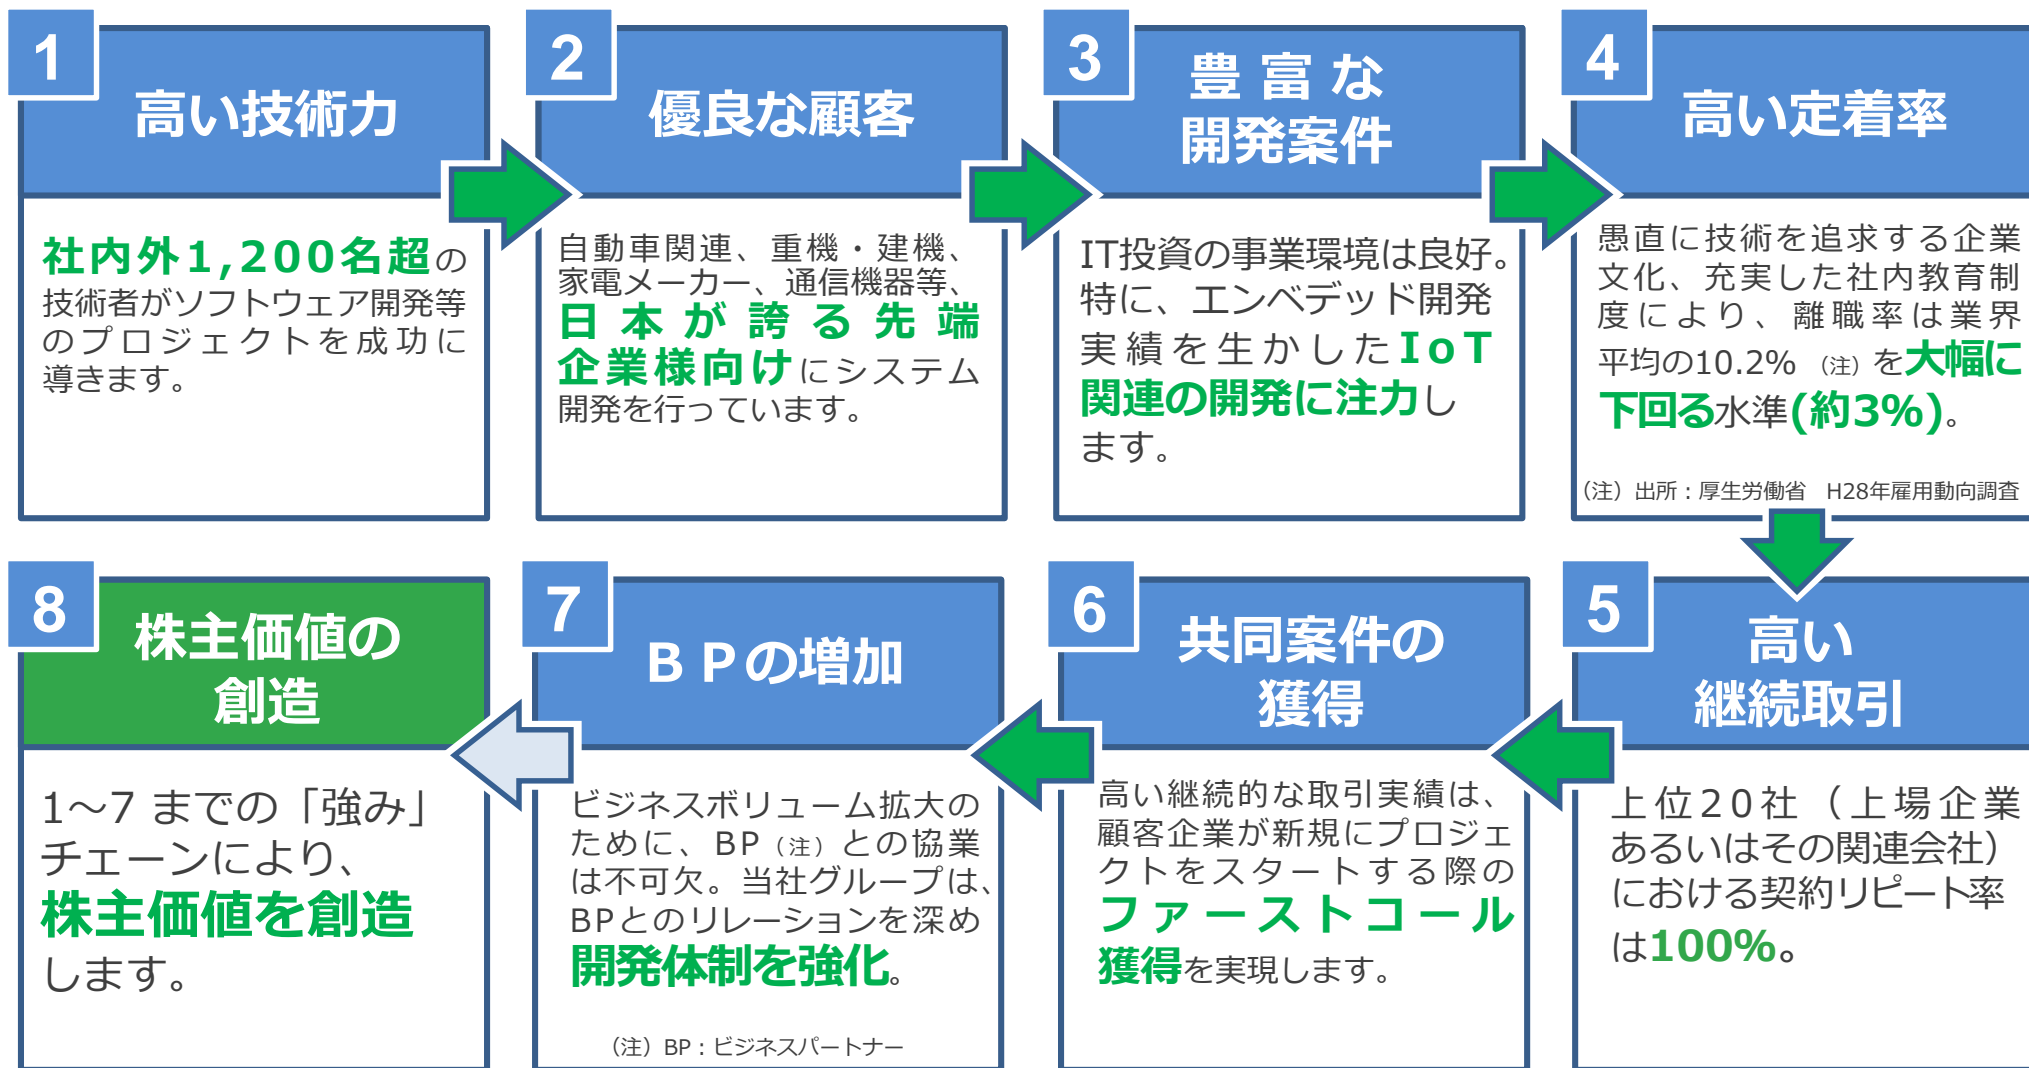 1
高い技術力
社内外1,200名超の
技術者がソフトウェア開発等
のプロジェクトを成功に
導きます。
2
優良な顧客
自動車関連、重機・建機、
家電メーカー、通信機器等、
日本が誇る先端
企業様向けにシステム
開発を行っています。
3
豊富な
開発案件
IT投資の事業環境は良好。
特に、エンベデッド開発
実績を生かしたIoT
関連の開発に注力し
ます。
4
高い定着率
愚直に技術を追求する企業
文化、充実した社内教育制
度により、離職率は業界
平均の10.2% （注）を大幅に
下回る水準(約3%)。
（注）出所：厚生労働省　H28年雇用動向調査
5
高い
継続取引
上位20社（上場企業
あるいはその関連会社）
における契約リピート率
は100%。
6
共同案件の
獲得
高い継続的な取引実績は、
顧客企業が新規にプロジェ
クトをスタートする際の
ファーストコール
獲得を実現します。
7
ＢＰの増加
ビジネスボリューム拡大の
ために、BP（注）との協業
は不可欠。当社グループは、
BPとのリレーションを深め
開発体制を強化。
（注）BP：ビジネスパートナー
8
株主価値の
創造
1～7 までの「強み」
チェーンにより、
株主価値を創造
します。